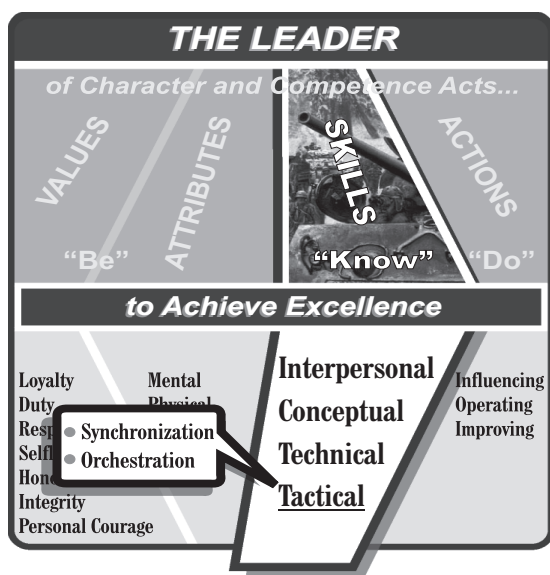 THE LEADER
of Character and Competence Acts...
VALUES
ATTRIBUTES
SKILLS
ACTIONS
“Be”
“Know”
“Do”
to Achieve Excellence
Loyalty
Duty
Integrity
Personal Courage
Mental
Physical
Synchronization
Orchestration
Interpersonal
Conceptual
Technical
Tactical
Influencing
Operating
Improving